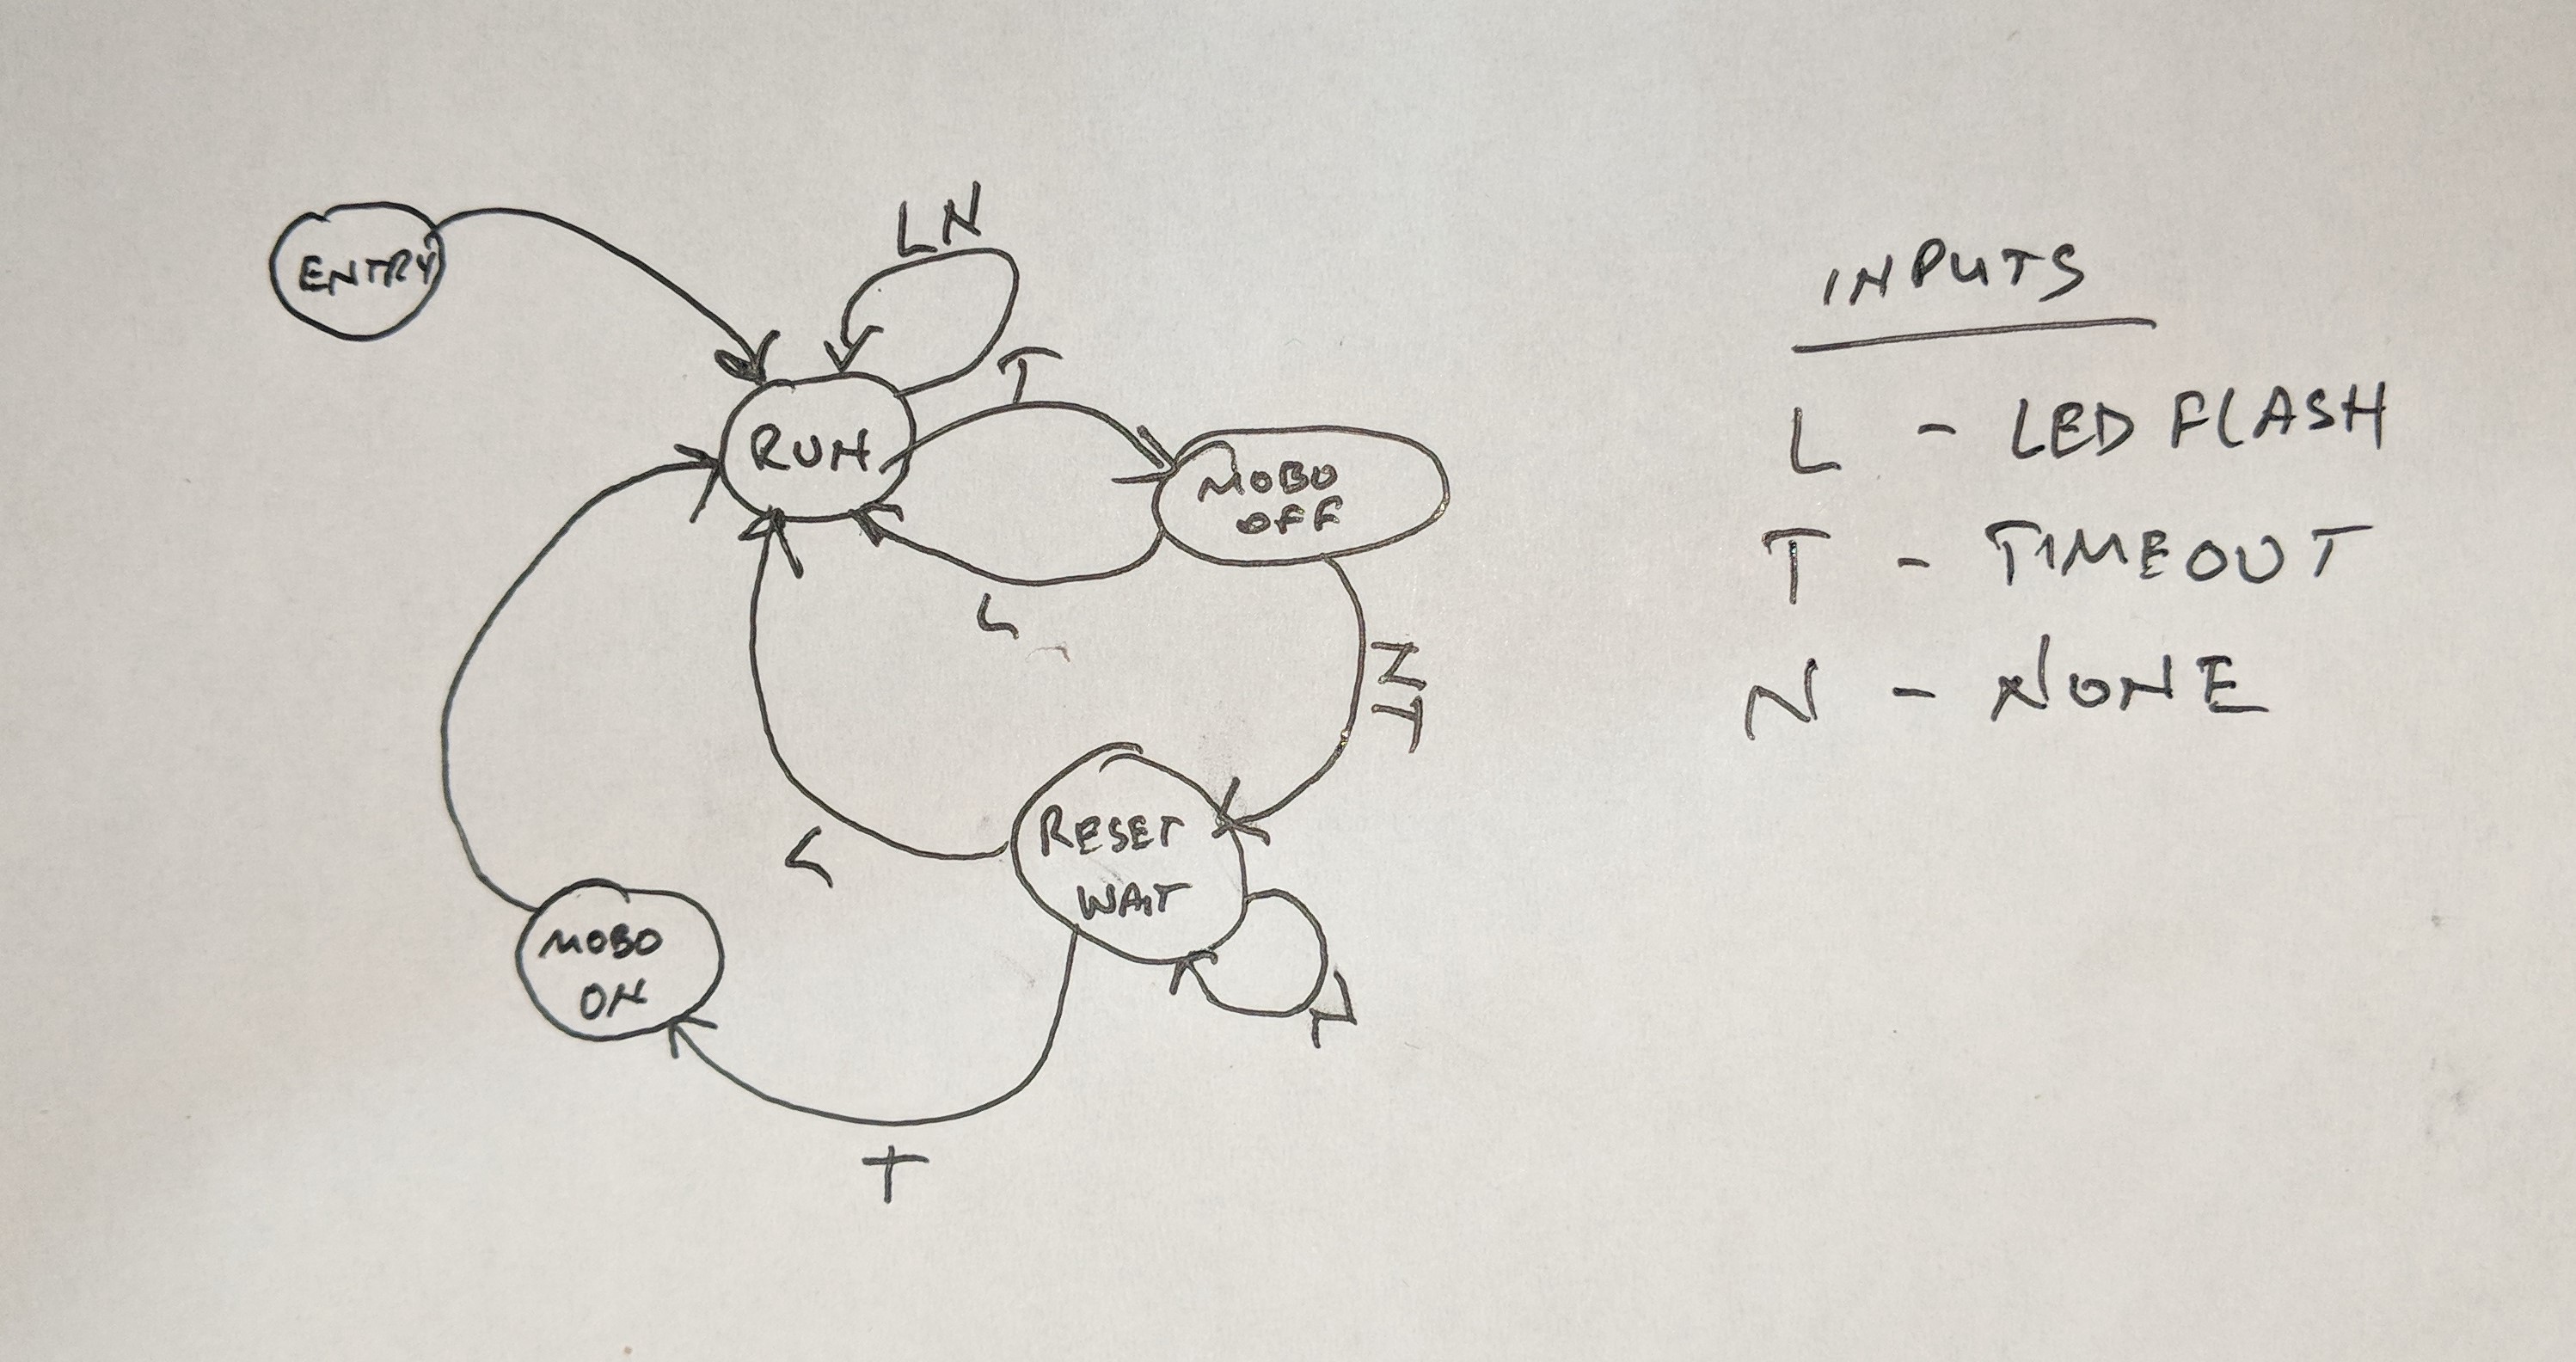 ENTRY
LN
RUN
T
MOBO
OFF
L
NT
RESET
WAIT
L
N
MOBO
ON
T
INPUTS
L - LED FLASH
T - TIMEOUT
N - NONE